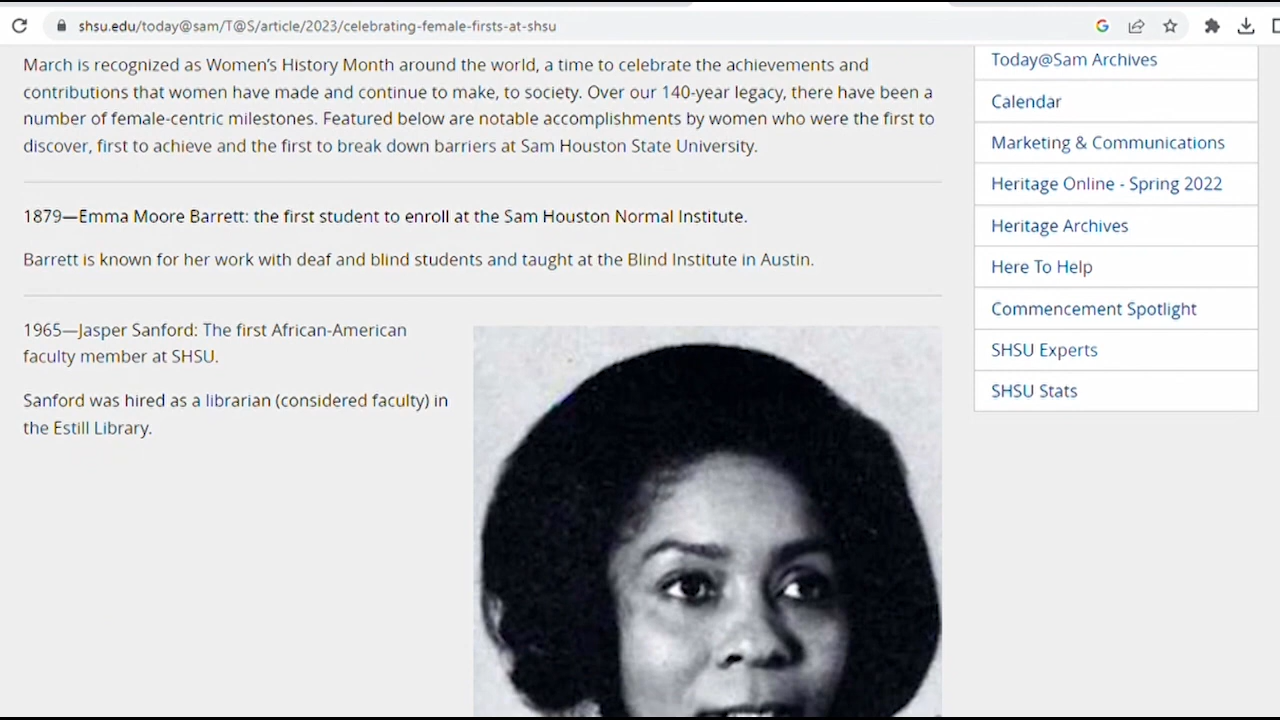 shsu.edu/today@sam/T@S/article/2023/celebrating-female-firsts-at-shsu
March is recognized as Women's History Month around the world, a time to celebrate the achievements and
contributions that women have made and continue to make, to society. Over our 140-year legacy, there have been a
number of female-centric milestones. Featured below are notable accomplishments by women who were the first to
discover, first to achieve and the first to break down barriers at Sam Houston State University.
1879—Emma Moore Barrett: the first student to enroll at the Sam Houston Normal Institute.
Barrett is known for her work with deaf and blind students and taught at the Blind Institute in Austin.
1965—Jasper Sanford: The first African-American
faculty member at SHSU.
Sanford was hired as a librarian (considered faculty) in
the Estill Library.
Today@Sam Archives
Calendar
Marketing & Communications
Heritage Online - Spring 2022
Heritage Archives
Here To Help
Commencement Spotlight
SHSU Experts
SHSU Stats